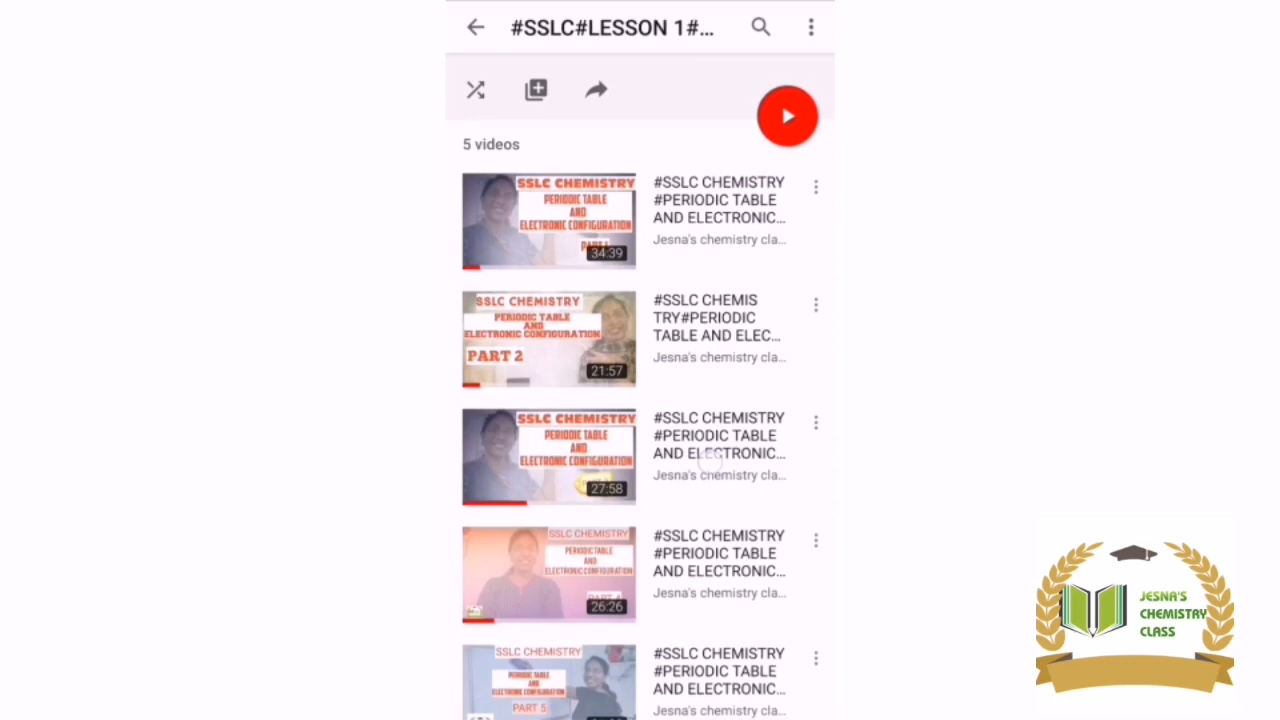 #SSLC#LESSON 1#...
5 videos
SSLC CHEMISTRY
PERIODIC TABLE
AND
ELECTRONIC CONFIGURATION
34:39
#SSLC CHEMISTRY
#PERIODIC TABLE
AND ELECTRONIC...
Jesna's chemistry cla...
SSLC CHEMISTRY
PERIODIC TABLE
AND
ELECTRONIC CONFIGURATION
PART 2
21:57
#SSLC CHEMIS
TRY#PERIODIC
TABLE AND ELEC...
Jesna's chemistry cla...
SSLC CHEMISTRY
PERIODIC TABLE
AND
ELECTRONIC CONFIGURATION
27:58
#SSLC CHEMISTRY
#PERIODIC TABLE
AND ELECTRONIC...
Jesna's chemistry cla...
SSLC CHEMISTRY
PERIODIC TABLE
AND
ELECTRONIC CONFIGURATION
26:26
#SSLC CHEMISTRY
#PERIODIC TABLE
AND ELECTRONIC...
Jesna's chemistry cla...
SSLC CHEMISTRY
PERIODIC TABLE
AND
ELECTRONIC CONFIGURATION
PART 5
#SSLC CHEMISTRY
#PERIODIC TABLE
AND ELECTRONIC...
Jesna's chemistry cla...
JESNA'S
CHEMISTRY
CLASS